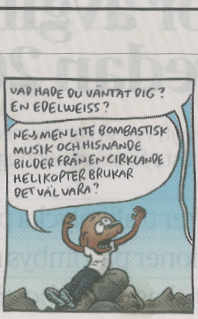 VAD HADE DU VÄNTAT DIG?
EN EDELWEISS?
NEJ MEN LITE BOMBASTISK
MUSIK OCH HISNANDE
BILDER FRÅN EN CIRKLANDE
HELIKOPTER BRUKAR
DET VÄL VARA?